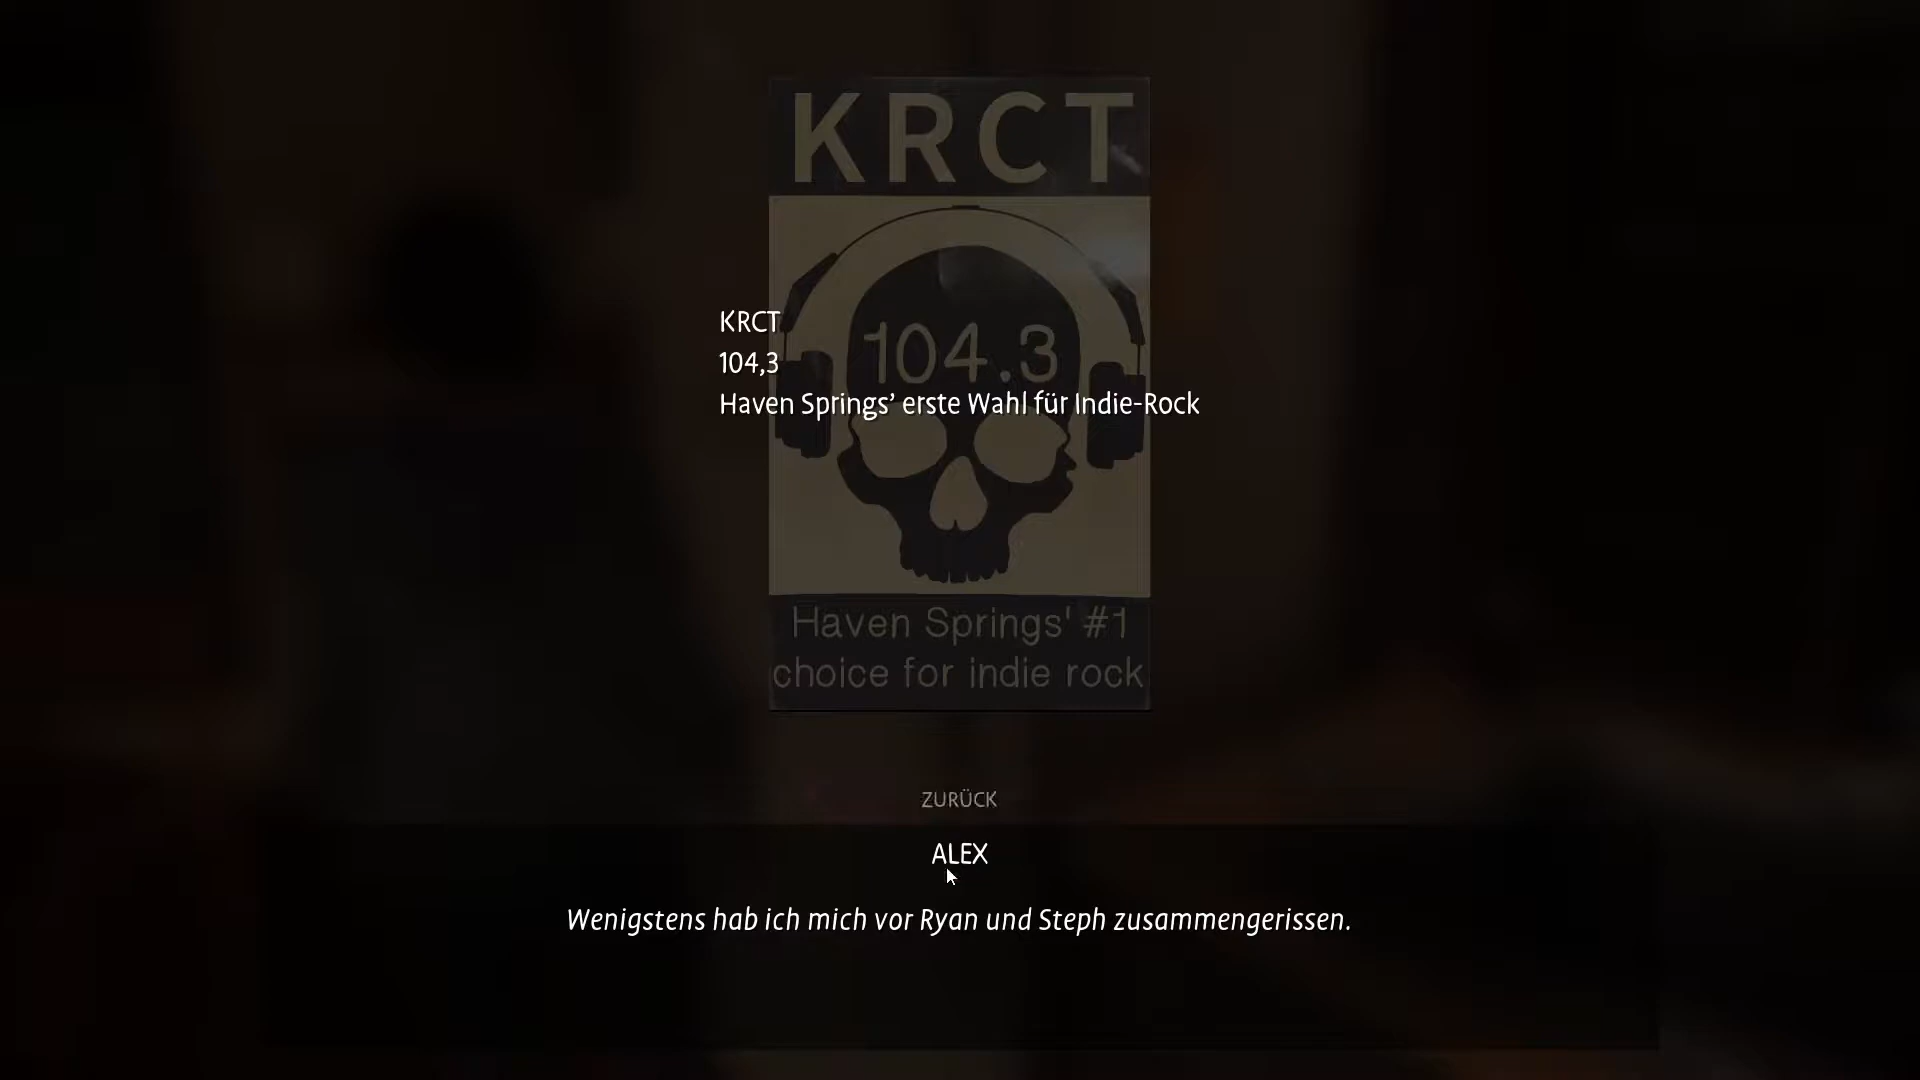 KRCT
104.3
Haven Springs' #1
choice for indie rock
KRCT
104,3
Haven Springs’ erste Wahl für Indie-Rock
ZURÜCK
ALEX
Wenigstens hab ich mich vor Ryan und Steph zusammengerissen.